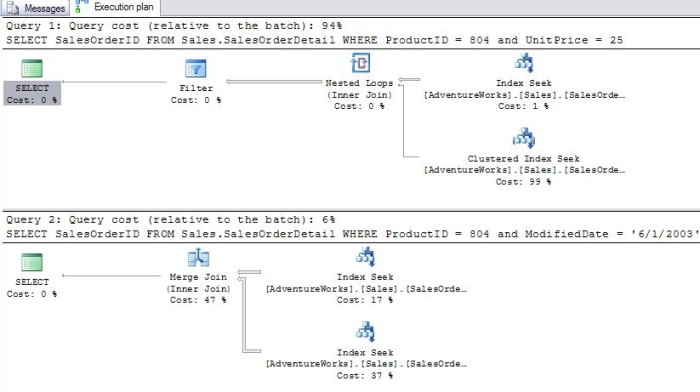 Messages Execution plan
Query 1: Query cost (relative to the batch): 94%
SELECT SalesOrderID FROM Sales.SalesOrderDetail WHERE ProductID = 804 and UnitPrice = 25
SELECT
Cost: 0 %
Filter
Cost: 0 %
Nested Loops
(Inner Join)
Cost: 0 %
Index Seek
[AdventureWorks].[Sales].[SalesOrde…
Cost: 1 %
Clustered Index Seek
[AdventureWorks].[Sales].[SalesOrde…
Cost: 99 %
Query 2: Query cost (relative to the batch): 6%
SELECT SalesOrderID FROM Sales.SalesOrderDetail WHERE ProductID = 804 and ModifiedDate = '6/1/2003'
SELECT
Cost: 0 %
Merge Join
(Inner Join)
Cost: 47 %
Index Seek
[AdventureWorks].[Sales].[SalesOrde…
Cost: 17 %
Index Seek
[AdventureWorks].[Sales].[SalesOrde…
Cost: 37 %